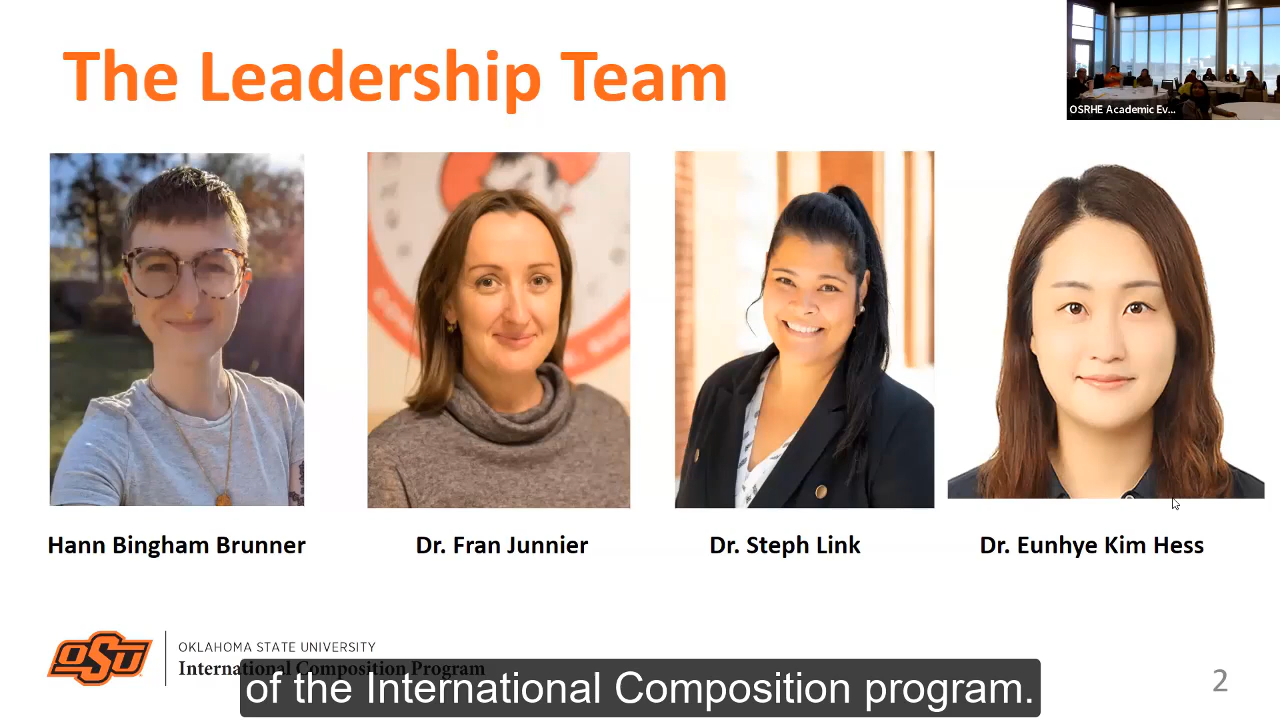 The Leadership Team
OSRHE Academic Ev...
Hann Bingham Brunner
Dr. Fran Junnier
Dr. Steph Link
Dr. Eunhye Kim Hess
OSU
OKLAHOMA STATE UNIVERSITY
International Composition Program
of the International Composition program.
2